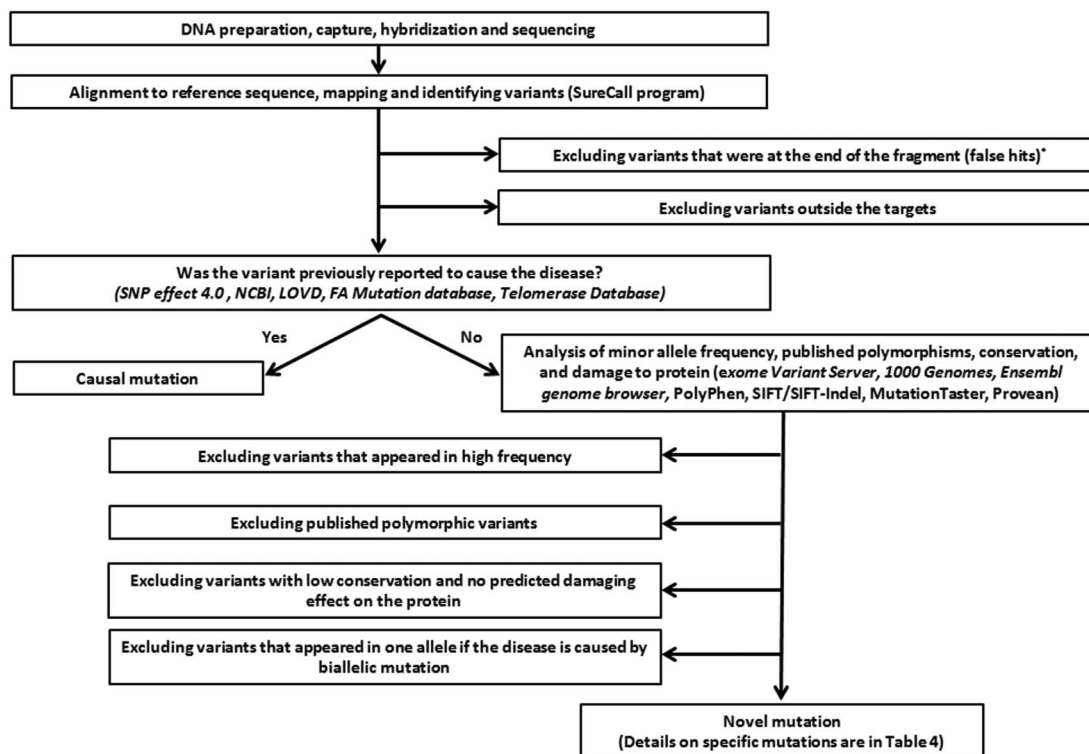 DNA preparation, capture, hybridization and sequencing
Alignment to reference sequence, mapping and identifying variants (SureCall program)
Excluding variants that were at the end of the fragment (false hits)*
Excluding variants outside the targets
Was the variant previously reported to cause the disease?
(SNP effect 4.0 , NCBI, LOVD, FA Mutation database, Telomerase Database)
Yes
No
Causal mutation
Analysis of minor allele frequency, published polymorphisms, conservation,
and damage to protein (exome Variant Server, 1000 Genomes, Ensembl
genome browser, PolyPhen, SIFT/SIFT-Indel, MutationTaster, Provean)
Excluding variants that appeared in high frequency
Excluding published polymorphic variants
Excluding variants with low conservation and no predicted damaging
effect on the protein
Excluding variants that appeared in one allele if the disease is caused by
biallelic mutation
Novel mutation
(Details on specific mutations are in Table 4)